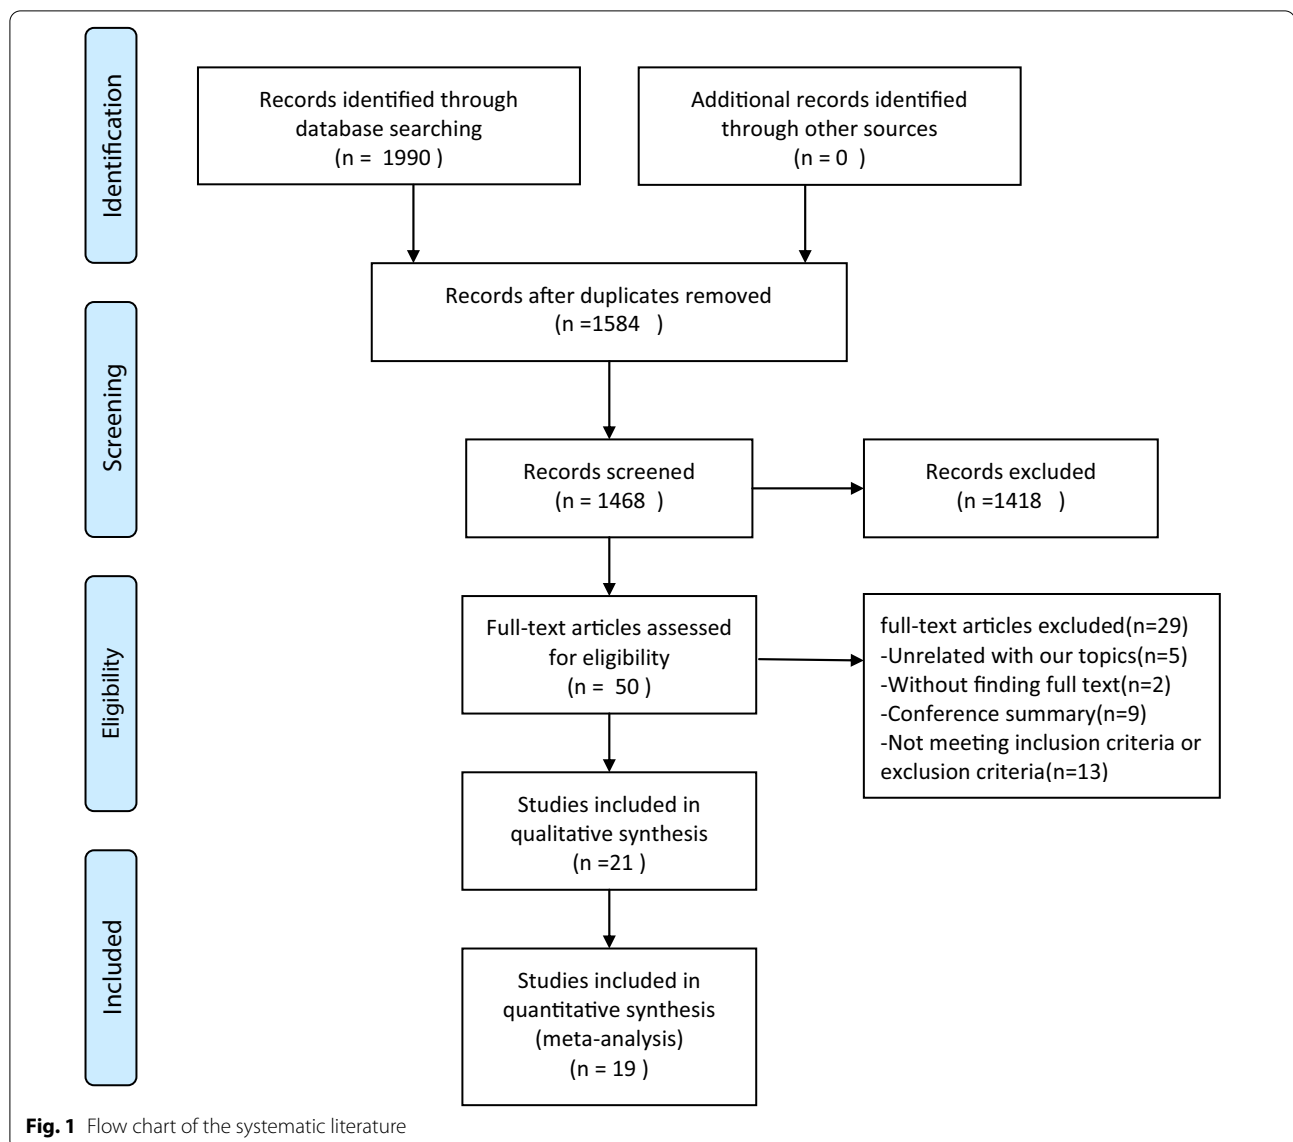 Identification
Records identified through
database searching
(n =  1990 )
Additional records identified
through other sources
(n = 0  )
Screening
Records after duplicates removed
(n =1584   )
Records screened
(n = 1468   )
Records excluded
(n =1418   )
Eligibility
Full-text articles assessed
for eligibility
(n =  50 )
full-text articles excluded(n=29)
-Unrelated with our topics(n=5)
-Without finding full text(n=2)
-Conference summary(n=9)
-Not meeting inclusion criteria or
exclusion criteria(n=13)
Studies included in
qualitative synthesis
(n =21 )
Included
Studies included in
quantitative synthesis
(meta-analysis)
(n = 19 )
Fig. 1 Flow chart of the systematic literature